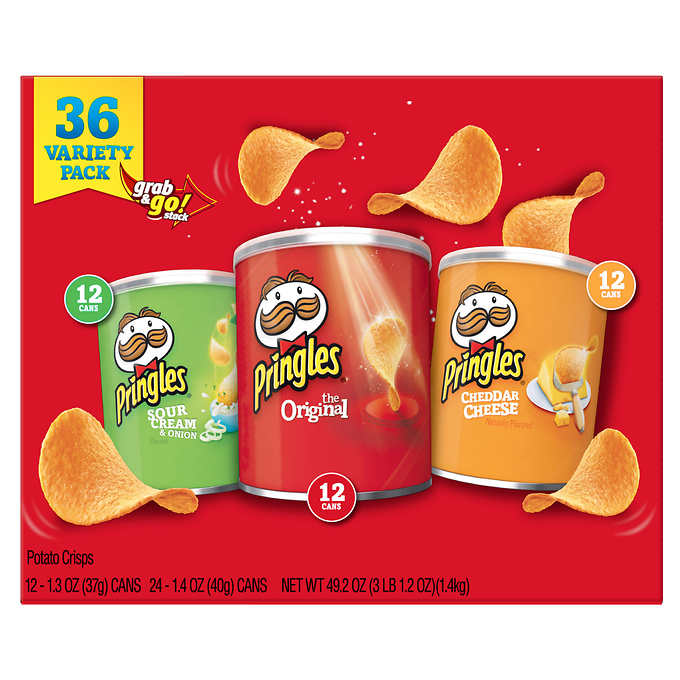 36
VARIETY
PACK
grab
& go!
stack
12
CANS
12
CANS
Pringles
SOUR
CREAM
& ONION
Pringles
the
Original
Pringles
CHEDDAR
CHEESE
12
CANS
Potato Crisps
12 - 1.3 OZ (37g) CANS 24 - 1.4 OZ (40g) CANS NET WT 49.2 OZ (3 LB 1.2 OZ)(1.4kg)